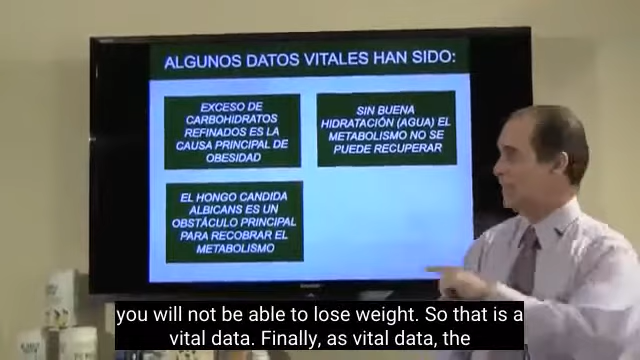 ALGUNOS DATOS VITALES HAN SIDO:
EXCESO DE
CARBOHIDRATOS
REFINADOS ES LA
CAUSA PRINCIPAL DE
OBESIDAD
SIN BUENA
HIDRATACIÓN (AGUA) EL
METABOLISMO NO SE
PUEDE RECUPERAR
EL HONGO CANDIDA
ALBICANS ES UN
OBSTÁCULO PRINCIPAL
PARA RECOBRAR EL
METABOLISMO
you will not be able to lose weight. So that is a
vital data. Finally, as vital data, the